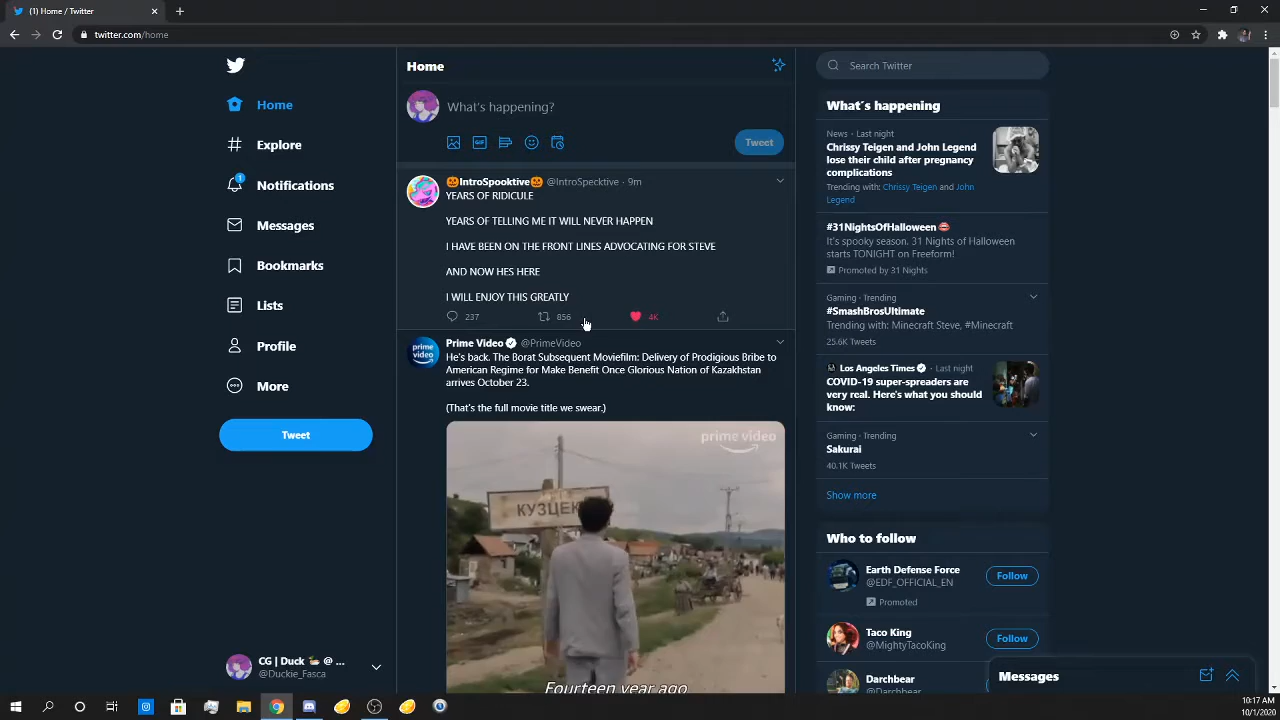 (1) Home / Twitter
twitter.com/home
Home
Explore
1
Notifications
Messages
Bookmarks
Lists
Profile
More
Tweet
CG | Duck 🦆 @ ...
@Duckie_Fasca
Home
What's happening?
GIF
Tweet
🎃IntroSpooktive🎃 @IntroSpecktive · 9m
YEARS OF RIDICULE
YEARS OF TELLING ME IT WILL NEVER HAPPEN
I HAVE BEEN ON THE FRONT LINES ADVOCATING FOR STEVE
AND NOW HES HERE
I WILL ENJOY THIS GREATLY
237 856 4K
Prime Video @PrimeVideo
He's back. The Borat Subsequent Moviefilm: Delivery of Prodigious Bribe to
American Regime for Make Benefit Once Glorious Nation of Kazakhstan
arrives October 23.
(That's the full movie title we swear.)
prime video
prime video
КУЗЦЕК
Fourteen year ago
Search Twitter
What's happening
News · Last night
Chrissy Teigen and John Legend
lose their child after pregnancy
complications
Trending with: Chrissy Teigen and John
Legend
#31NightsOfHalloween 👄
It's spooky season. 31 Nights of Halloween
starts TONIGHT on Freeform!
Promoted by 31 Nights
Gaming · Trending
#SmashBrosUltimate
Trending with: Minecraft Steve, #Minecraft
25.6K Tweets
Los Angeles Times · Last night
COVID-19 super-spreaders are
very real. Here's what you should
know:
Gaming · Trending
Sakurai
40.1K Tweets
Show more
Who to follow
Earth Defense Force
@EDF_OFFICIAL_EN
Follow
Promoted
Taco King
@MightyTacoKing
Follow
Darchbear
@Darchbear
Messages
10:17 AM
10/1/2020